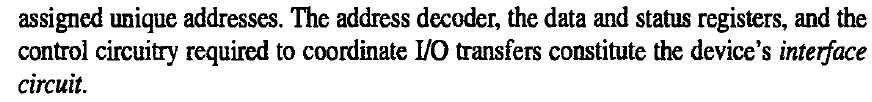 assigned unique addresses. The address decoder, the data and status registers, and the
control circuitry required to coordinate I/O transfers constitute the device's interface
circuit.